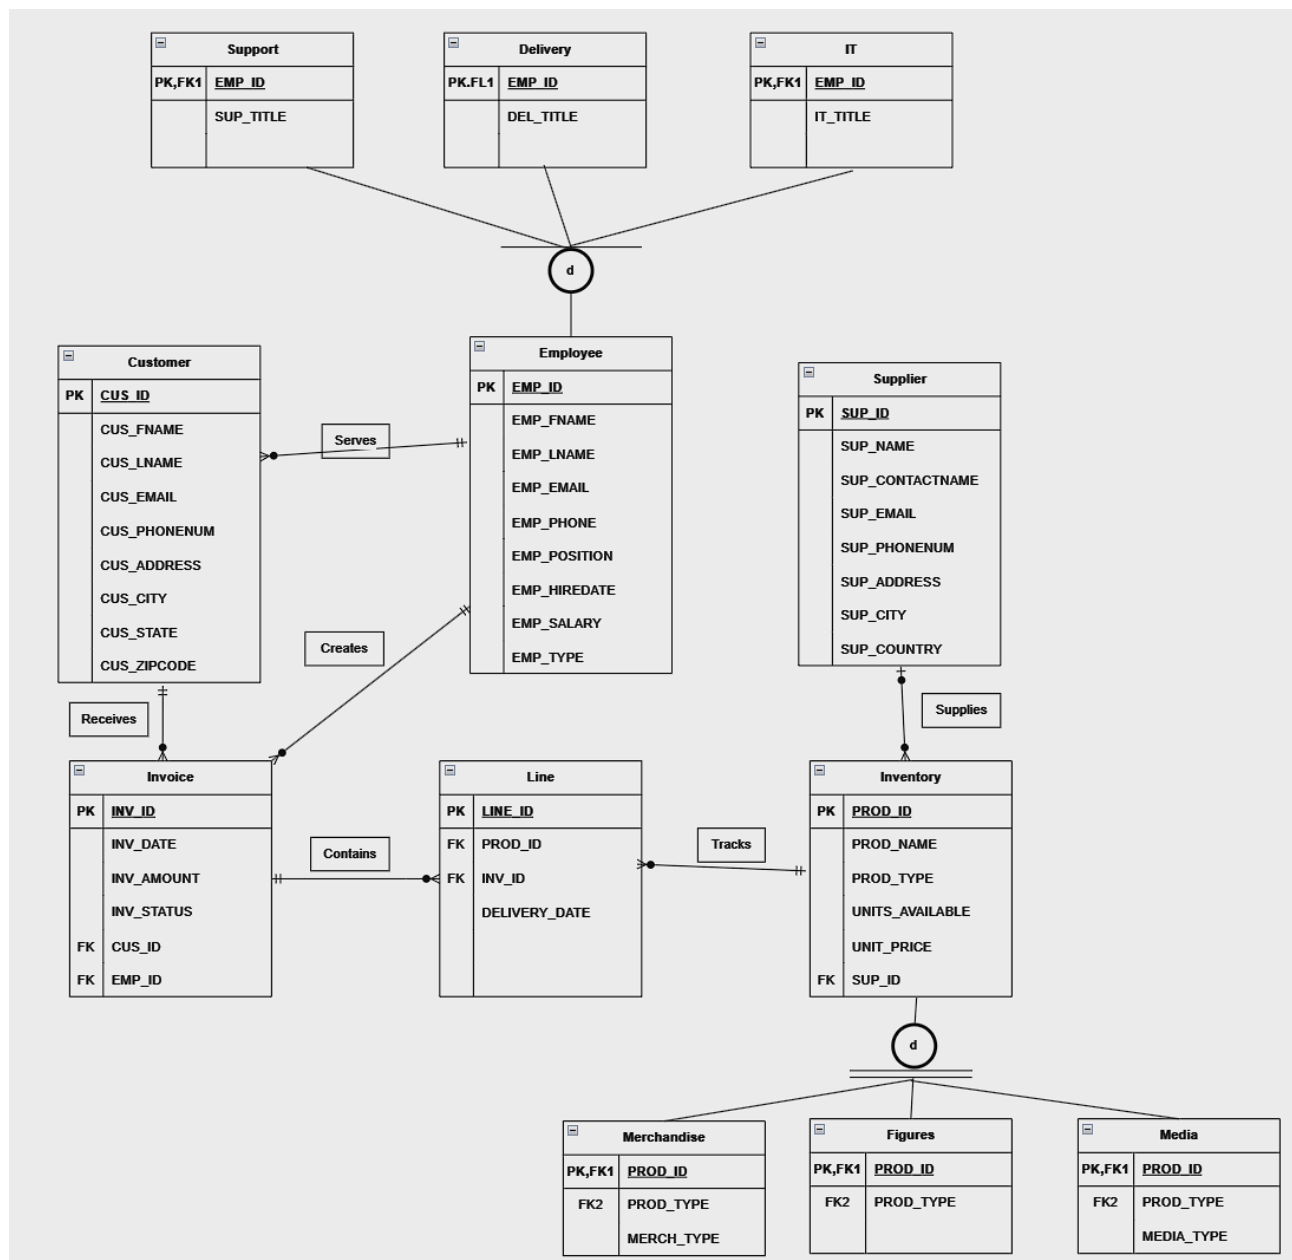 Support
PK,FK1 EMP_ID
SUP_TITLE
Delivery
PK.FL1 EMP_ID
DEL_TITLE
IT
PK,FK1 EMP_ID
IT_TITLE
d
Customer
PK CUS_ID
CUS_FNAME
CUS_LNAME
CUS_EMAIL
CUS_PHONENUM
CUS_ADDRESS
CUS_CITY
CUS_STATE
CUS_ZIPCODE
Serves
Employee
PK EMP_ID
EMP_FNAME
EMP_LNAME
EMP_EMAIL
EMP_PHONE
EMP_POSITION
EMP_HIREDATE
EMP_SALARY
EMP_TYPE
Supplier
PK SUP_ID
SUP_NAME
SUP_CONTACTNAME
SUP_EMAIL
SUP_PHONENUM
SUP_ADDRESS
SUP_CITY
SUP_COUNTRY
Creates
Receives
Supplies
Invoice
PK INV_ID
INV_DATE
INV_AMOUNT
INV_STATUS
FK CUS_ID
FK EMP_ID
Contains
Line
PK LINE_ID
FK PROD_ID
FK INV_ID
DELIVERY_DATE
Tracks
Inventory
PK PROD_ID
PROD_NAME
PROD_TYPE
UNITS_AVAILABLE
UNIT_PRICE
FK SUP_ID
d
Merchandise
PK,FK1 PROD_ID
FK2 PROD_TYPE
MERCH_TYPE
Figures
PK,FK1 PROD_ID
FK2 PROD_TYPE
Media
PK,FK1 PROD_ID
FK2 PROD_TYPE
MEDIA_TYPE